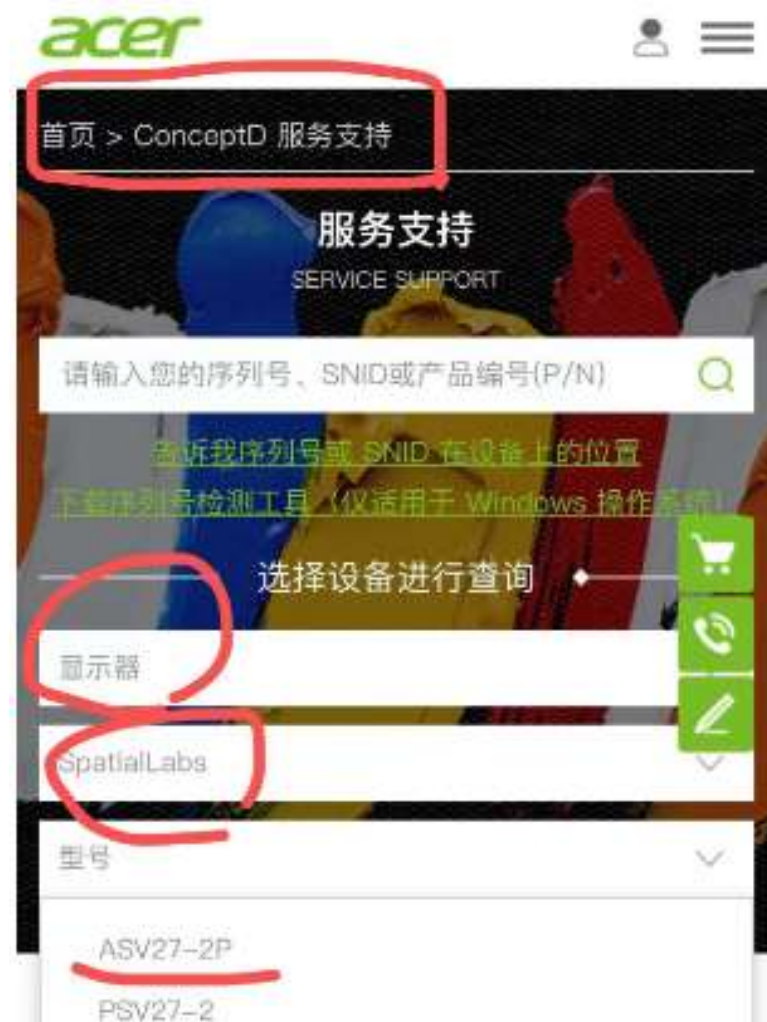 acer
首页 > ConceptD 服务支持
服务支持
SERVICE SUPPORT
请输入您的序列号、SNID或产品编号(P/N)
告诉我序列号或 SNID 在设备上的位置
下载序列号检测工具（仅适用于 Windows 操作系统）
选择设备进行查询
显示器
SpatialLabs
型号
ASV27-2P
PSV27-2